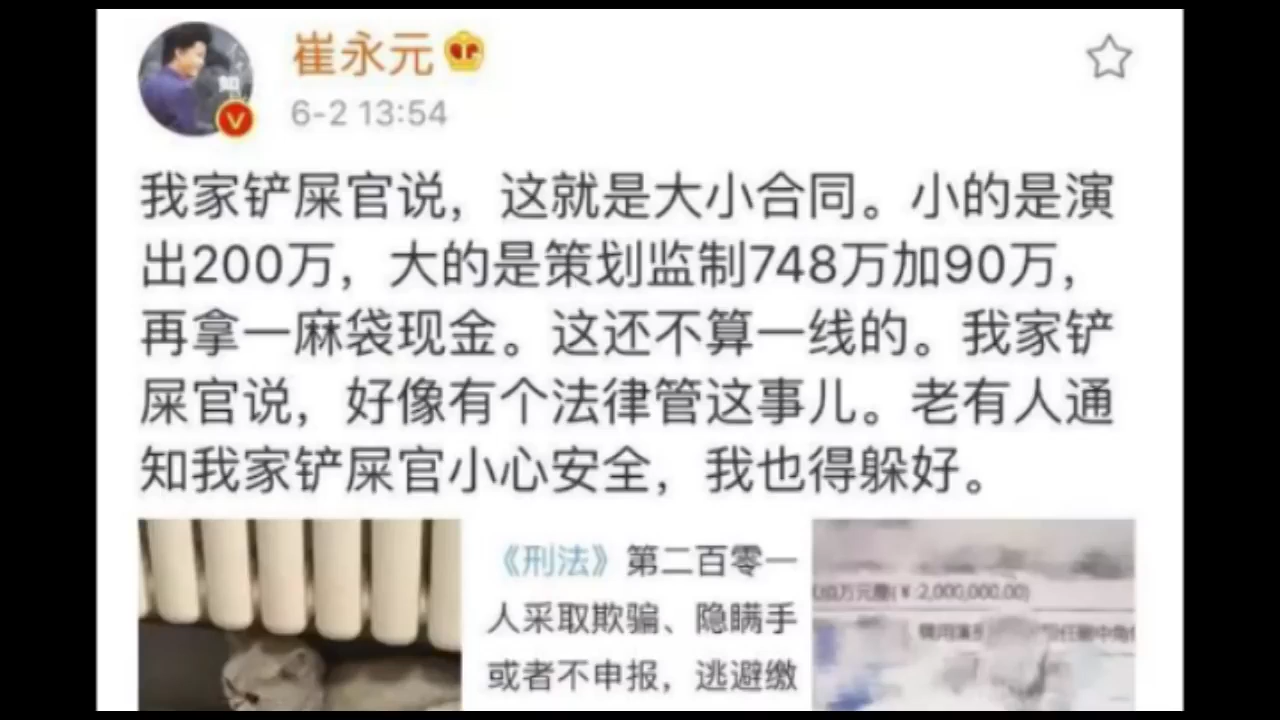 崔永元
6-2 13:54
我家铲屎官说，这就是大小合同。小的是演
出200万，大的是策划监制748万加90万，
再拿一麻袋现金。这还不算一线的。我家铲
屎官说，好像有个法律管这事儿。老有人通
知我家铲屎官小心安全，我也得躲好。
《刑法》第二百零一
人采取欺骗、隐瞒手
或者不申报，逃避缴
万元整(￥:2,000,000.00)